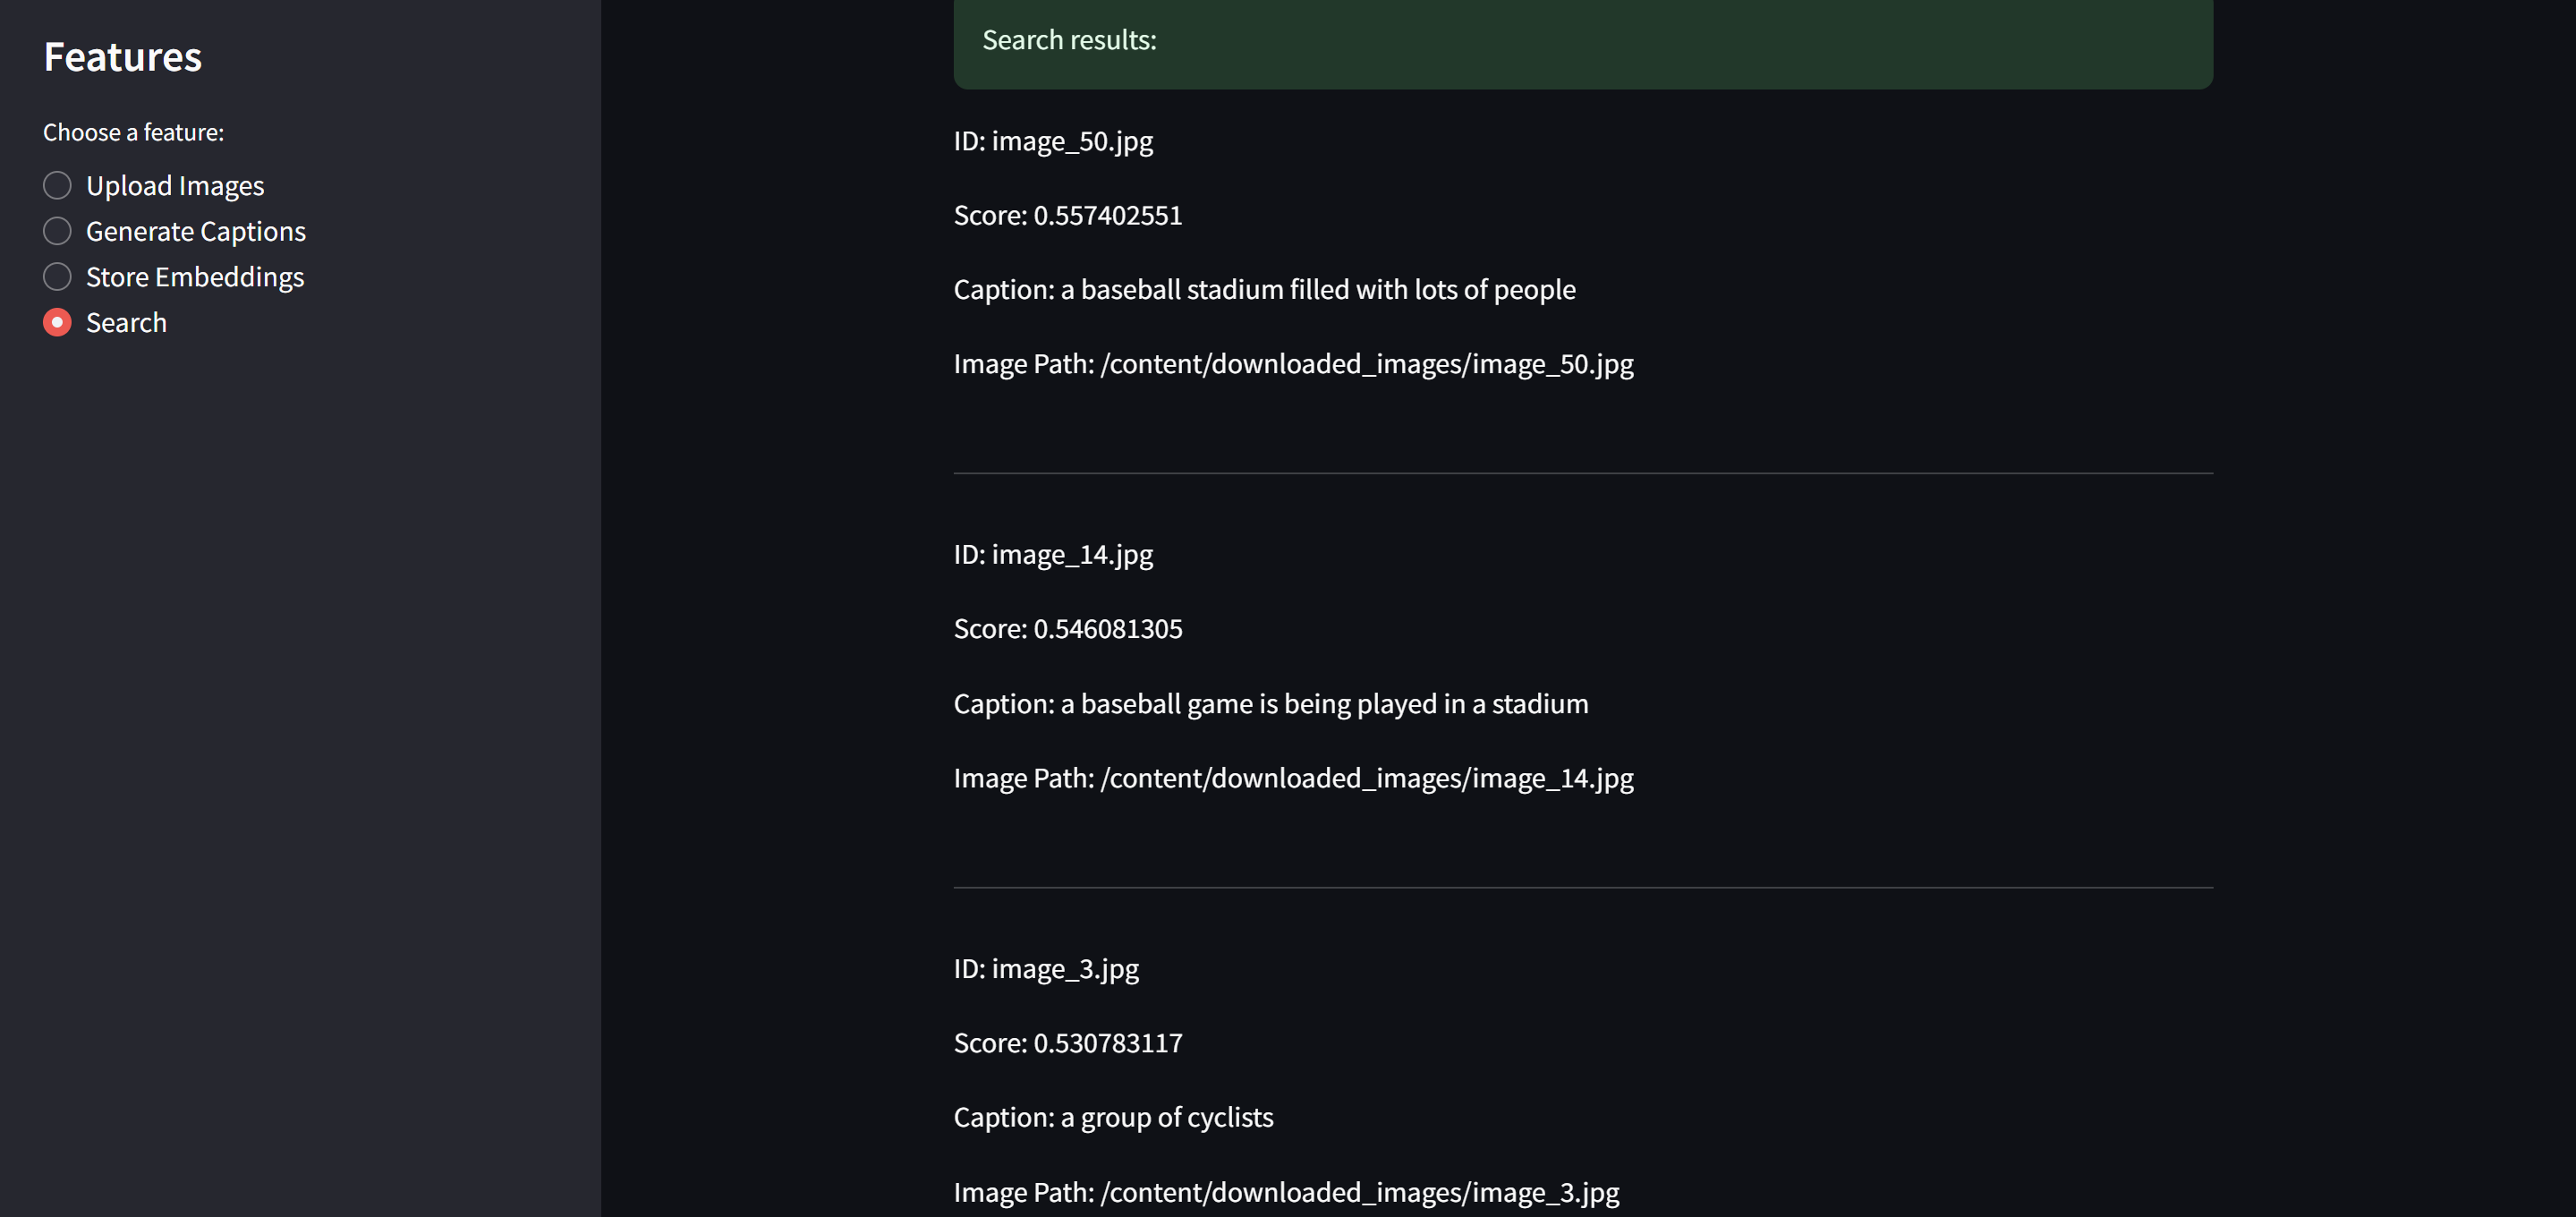 Features
Choose a feature:
Upload Images
Generate Captions
Store Embeddings
Search
Search results:
ID: image_50.jpg
Score: 0.557402551
Caption: a baseball stadium filled with lots of people
Image Path: /content/downloaded_images/image_50.jpg
ID: image_14.jpg
Score: 0.546081305
Caption: a baseball game is being played in a stadium
Image Path: /content/downloaded_images/image_14.jpg
ID: image_3.jpg
Score: 0.530783117
Caption: a group of cyclists
Image Path: /content/downloaded_images/image_3.jpg